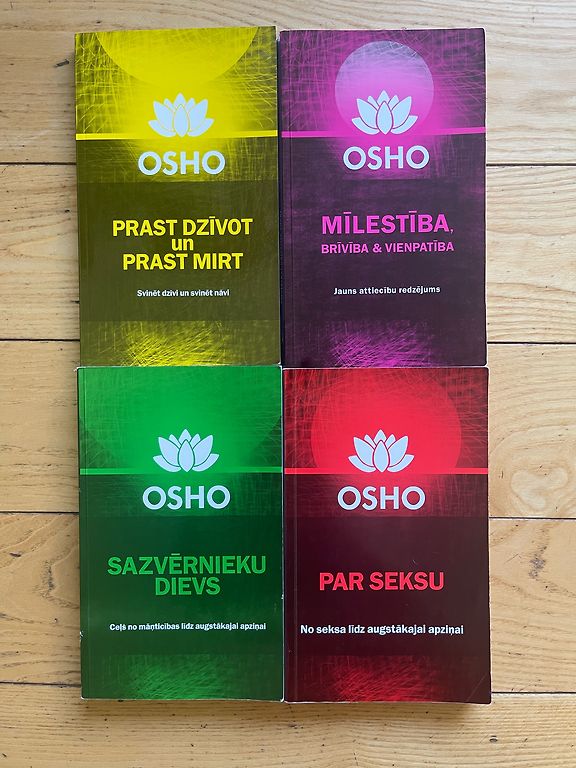 OSHO
PRAST DZĪVOT
un
PRAST MIRT
Svinēt dzīvi un svinēt nāvi
OSHO
MĪLESTĪBA,
BRĪVĪBA & VIENPATĪBA
Jauns attiecību redzējums
OSHO
SAZVĒRNIEKU
DIEVS
Ceļš no māņticības līdz augstākajai apziņai
OSHO
PAR SEKSU
No seksa līdz augstākajai apziņai